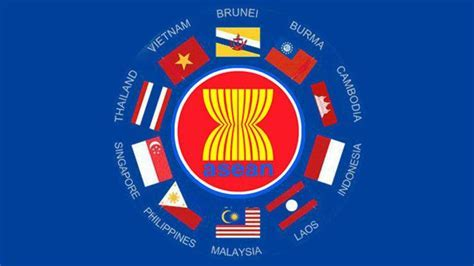 BRUNEI
BURMA
CAMBODIA
INDONESIA
LAOS
MALAYSIA
PHILIPPINES
SINGAPORE
THAILAND
VIETNAM
asean